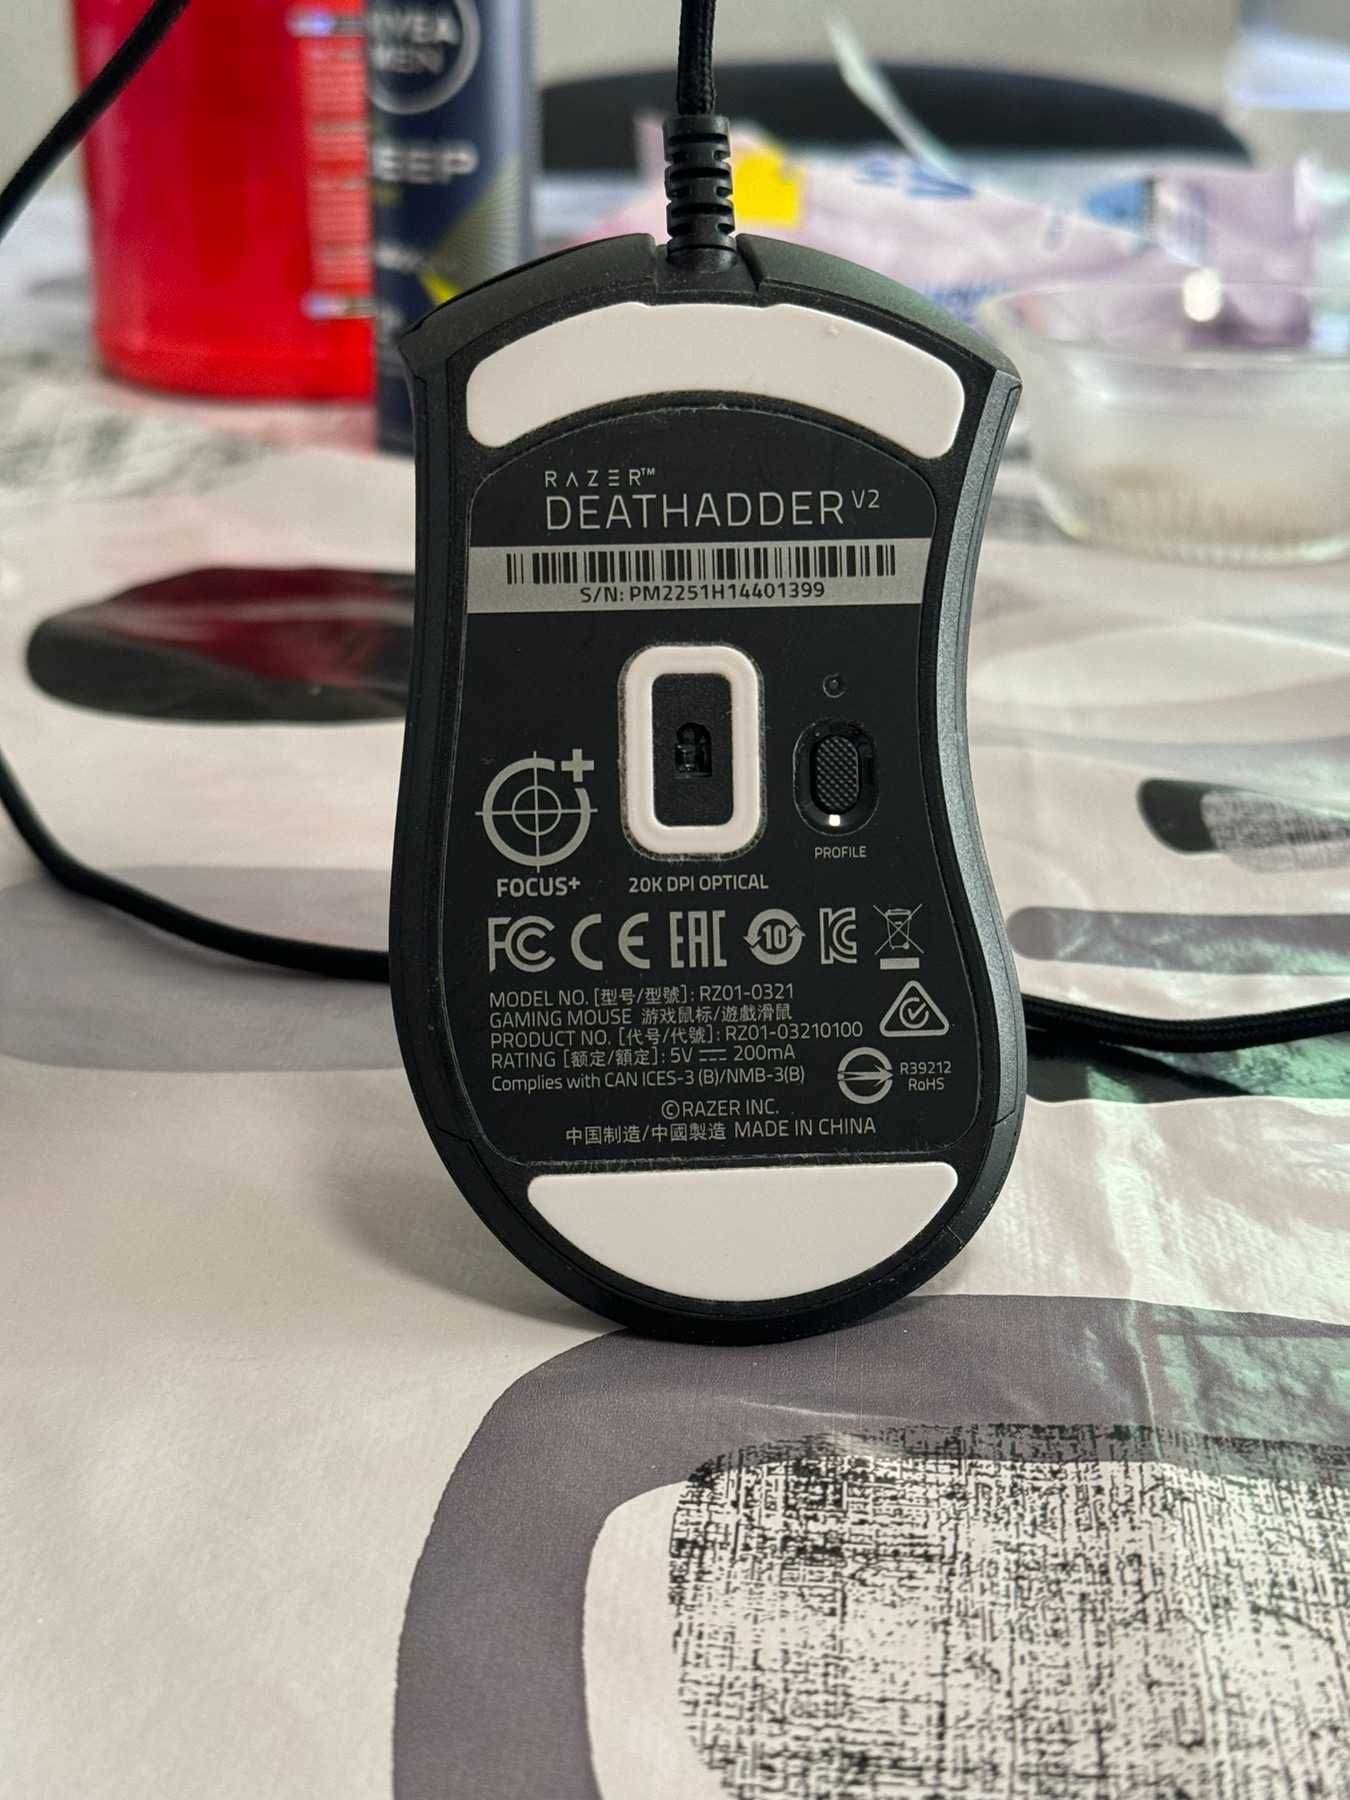 NIVEA
MEN
DEEP
RAZER™
DEATHADDER V2
S/N: PM2251H14401399
PROFILE
FOCUS+
20K DPI OPTICAL
FC CE EAC 10
MODEL NO. [型号/型號]: RZ01-0321
GAMING MOUSE 游戏鼠标/遊戲滑鼠
PRODUCT NO. [代号/代號]: RZ01-03210100
RATING [额定/額定]: 5V ⎓ 200mA
Complies with CAN ICES-3 (B)/NMB-3(B)
R39212
RoHS
©RAZER INC.
中国制造/中國製造 MADE IN CHINA